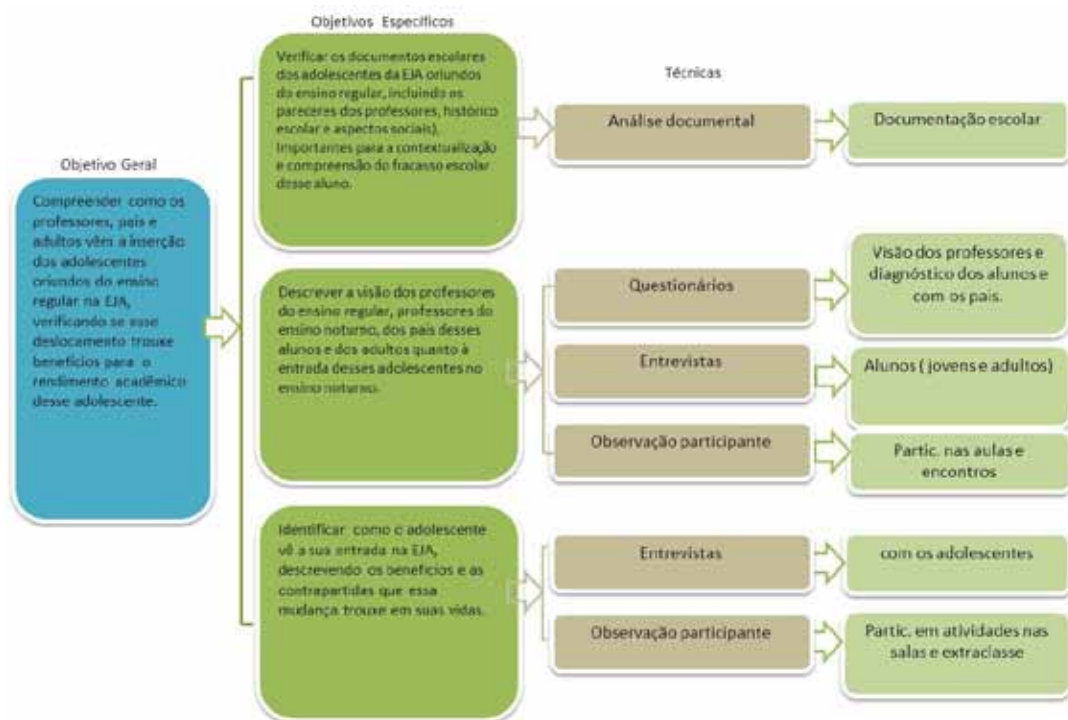 Objetivos Específicos
Verificar os documentos escolares
dos adolescentes da EJA oriundos
do ensino regular, incluindo os
pareceres dos professores, histórico
escolar e aspectos sociais),
Importantes para a contextualização
e compreensão do fracasso escolar
desse aluno.
Técnicas
Análise documental
Documentação escolar
Objetivo Geral
Compreender como os
professores, pais e
adultos vêm a inserção
dos adolescentes
oriundos do ensino
regular na EJA,
verificando se esse
deslocamento trouxe
benefícios para o
rendimento acadêmico
desse adolescente.
Descrever a visão dos professores
do ensino regular, professores do
ensino noturno, dos pais desses
alunos e dos adultos quanto à
entrada desses adolescentes no
ensino noturno.
Questionários
Visão dos professores e
diagnóstico dos alunos e
com os pais.
Entrevistas
Alunos ( jovens e adultos)
Observação participante
Partic. nas aulas e
encontros
Identificar como o adolescente
vê a sua entrada na EJA,
descrevendo os benefícios e as
contrapartidas que essa
mudança trouxe em suas vidas.
Entrevistas
com os adolescentes
Observação participante
Partic. em atividades nas
salas e extraclasse